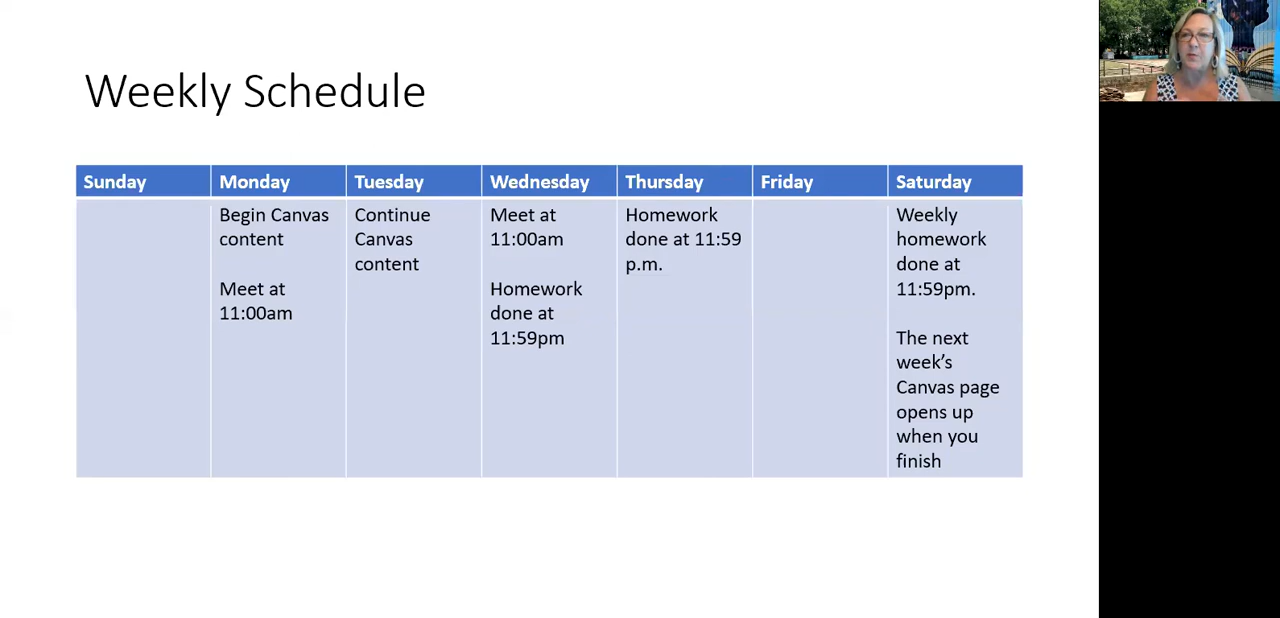 Weekly Schedule
Sunday
Monday
Tuesday
Wednesday
Thursday
Friday
Saturday
Begin Canvas
content
Meet at
11:00am
Continue
Canvas
content
Meet at
11:00am
Homework
done at
11:59pm
Homework
done at 11:59
p.m.
Weekly
homework
done at
11:59pm.
The next
week’s
Canvas page
opens up
when you
finish